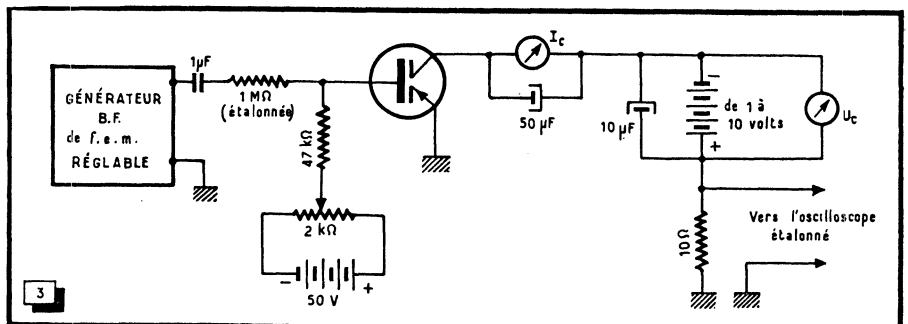 GÉNÉRATEUR
B.F.
de f.e.m.
RÉGLABLE
1µF
1 MΩ
(étalonnée)
47 kΩ
2 kΩ
−
+
50 V
Ic
50 µF
10 µF
−
de 1 à
10 volts
+
Uc
10 Ω
Vers l'oscilloscope
étalonné
3